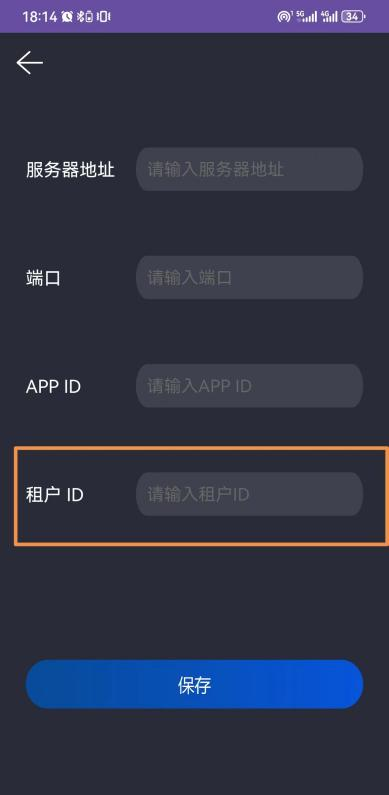 18:14
5G 4G 34
服务器地址 请输入服务器地址
端口 请输入端口
APP ID 请输入APP ID
租户 ID 请输入租户ID
保存